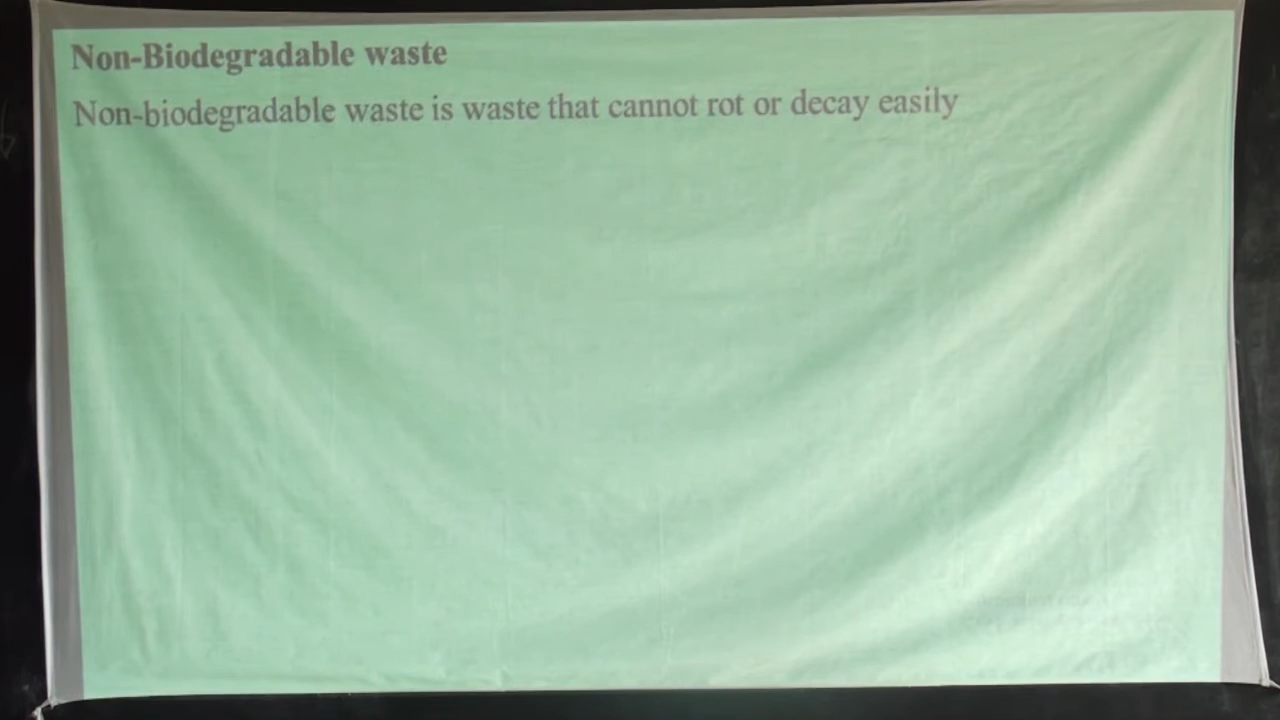 Non-Biodegradable waste
Non-biodegradable waste is waste that cannot rot or decay easily